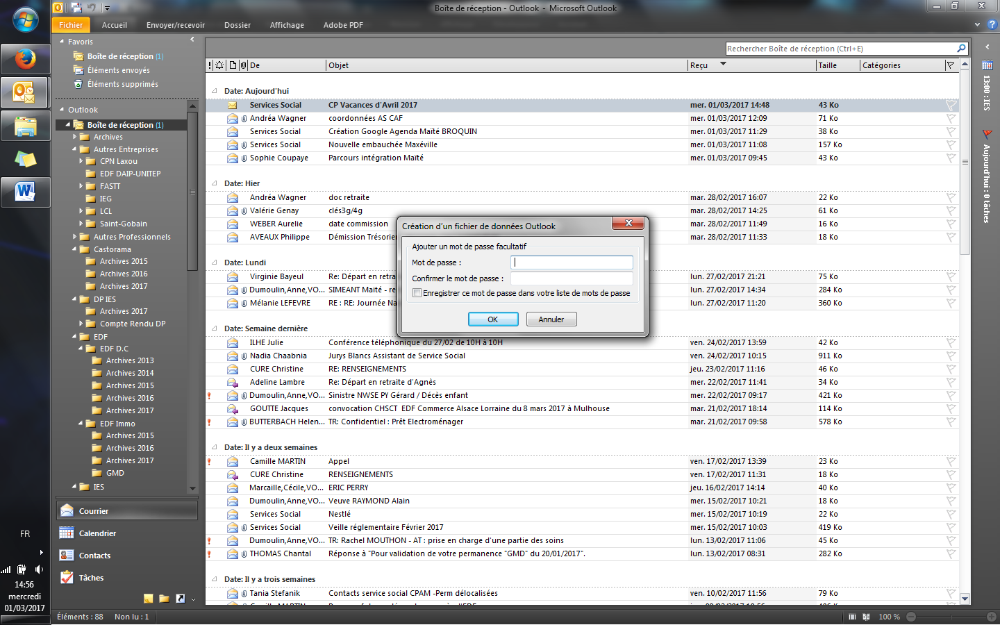 Boîte de réception - Outlook - Microsoft Outlook
Fichier Accueil Envoyer/recevoir Dossier Affichage Adobe PDF
Favoris
Boîte de réception (1)
Éléments envoyés
Éléments supprimés
Outlook
Boîte de réception (1)
Archives
Autres Entreprises
CPN Laxou
EDF DAIP-UNITEP
FASTT
IEG
LCL
Saint-Gobain
Autres Professionnels
Castorama
Archives 2015
Archives 2016
Archives 2017
DP IES
Archives 2017
Compte Rendu DP
EDF
EDF D.C
Archives 2013
Archives 2014
Archives 2015
Archives 2016
Archives 2017
EDF Immo
Archives 2015
Archives 2016
Archives 2017
GMD
IES
Courrier
Calendrier
Contacts
Tâches
Rechercher Boîte de réception (Ctrl+E)
De Objet Reçu Taille Catégories
Date: Aujourd'hui
Services Social CP Vacances d'Avril 2017 mer. 01/03/2017 14:48 43 Ko
Andréa Wagner coordonnées AS CAF mer. 01/03/2017 12:09 71 Ko
Services Social Création Google Agenda Maïté BROQUIN mer. 01/03/2017 11:29 38 Ko
Services Social Nouvelle embauchée Maxéville mer. 01/03/2017 11:08 157 Ko
Sophie Coupaye Parcours intégration Maïté mer. 01/03/2017 09:45 43 Ko
Date: Hier
Andréa Wagner doc retraite mar. 28/02/2017 16:07 22 Ko
Valérie Genay clés3g/4g mar. 28/02/2017 14:25 61 Ko
WEBER Aurelie date commission mar. 28/02/2017 11:49 16 Ko
AVEAUX Philippe Démission Trésorier mar. 28/02/2017 11:33 18 Ko
Date: Lundi
Virginie Bayeul Re: Départ en retra lun. 27/02/2017 21:21 75 Ko
Dumoulin,Anne,VO... SIMEANT Maité - re lun. 27/02/2017 14:34 284 Ko
Mélanie LEFEVRE RE : RE: Journée Na lun. 27/02/2017 11:20 360 Ko
Date: Semaine dernière
ILHE Julie Conférence téléphonique du 27/02 de 10H à 10H ven. 24/02/2017 13:59 42 Ko
Nadia Chaabnia Jurys Blancs Assistant de Service Social ven. 24/02/2017 10:15 911 Ko
CURE Christine RE: RENSEIGNEMENTS jeu. 23/02/2017 11:16 46 Ko
Adeline Lambre Re: Départ en retraite d'Agnès mer. 22/02/2017 11:41 34 Ko
Dumoulin,Anne,VO... Sinistre NWSE PY Gérard / Décès enfant mer. 22/02/2017 09:17 421 Ko
GOUTTE Jacques convocation CHSCT EDF Commerce Alsace Lorraine du 8 mars 2017 à Mulhouse mar. 21/02/2017 18:14 114 Ko
BUTTERBACH Helen... TR: Confidentiel : Prêt Electroménager mar. 21/02/2017 09:58 578 Ko
Date: Il y a deux semaines
Camille MARTIN Appel ven. 17/02/2017 13:39 23 Ko
CURE Christine RENSEIGNEMENTS ven. 17/02/2017 11:31 18 Ko
Marcaille,Cécile,VO... ERIC PERRY jeu. 16/02/2017 14:14 40 Ko
Dumoulin,Anne,VO... Veuve RAYMOND Alain mer. 15/02/2017 10:21 18 Ko
Services Social Nestlé mer. 15/02/2017 10:19 22 Ko
Services Social Veille réglementaire Février 2017 mer. 15/02/2017 10:03 419 Ko
Dumoulin,Anne,VO... TR: Rachel MOUTHON - AT : prise en charge d'une partie des soins lun. 13/02/2017 11:06 45 Ko
THOMAS Chantal Réponse à "Pour validation de votre permanence "GMD" du 20/01/2017". lun. 13/02/2017 08:31 282 Ko
Date: Il y a trois semaines
Tania Stefanik Contacts service social CPAM -Perm délocalisées ven. 10/02/2017 11:56 79 Ko
Création d'un fichier de données Outlook
Ajouter un mot de passe facultatif
Mot de passe :
Confirmer le mot de passe :
Enregistrer ce mot de passe dans votre liste de mots de passe
OK Annuler
13:00 : IES
Aujourd'hui : 0 tâches
FR
14:56
mercredi
01/03/2017
Éléments : 88 Non lu : 1
100 %